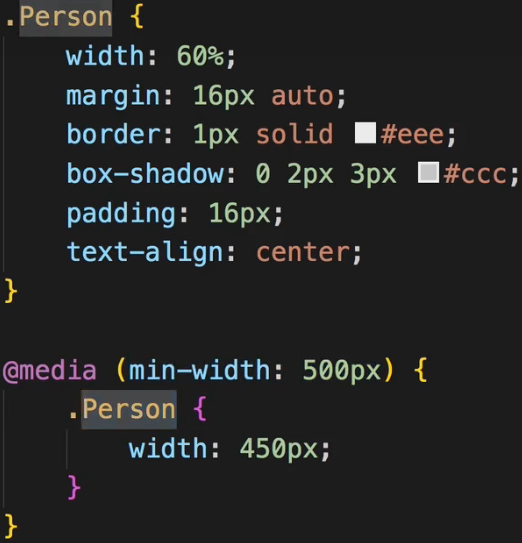 .Person {
width: 60%;
margin: 16px auto;
border: 1px solid #eee;
box-shadow: 0 2px 3px #ccc;
padding: 16px;
text-align: center;
}
@media (min-width: 500px) {
.Person {
width: 450px;
}
}